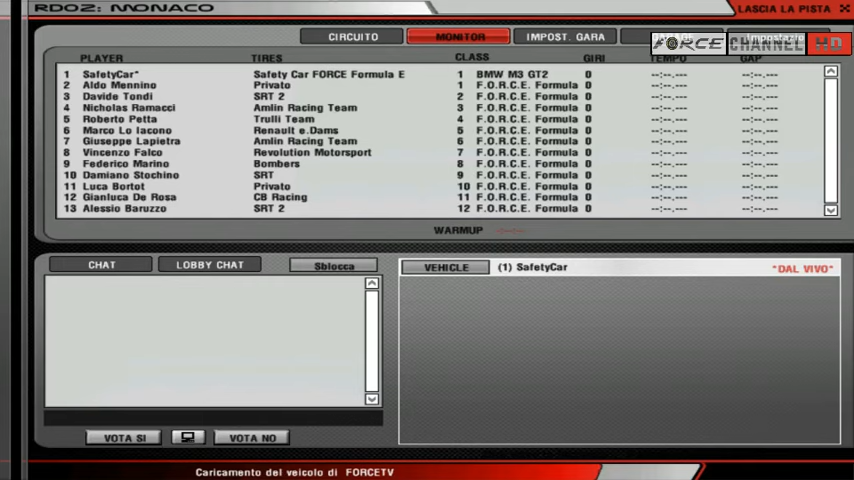 RD02: MONACO LASCIA LA PISTA
CIRCUITO MONITOR IMPOST. GARA
FORCE CHANNEL HD
PLAYER TIRES CLASS GIRI TEMPO GAP
1 SafetyCar* Safety Car FORCE Formula E 1 BMW M3 GT2 0 --:--.--- --:--.---
2 Aldo Mennino Privato 1 F.O.R.C.E. Formula 0 --:--.--- --:--.---
3 Davide Tondi SRT 2 2 F.O.R.C.E. Formula 0 --:--.--- --:--.---
4 Nicholas Ramacci Amlin Racing Team 3 F.O.R.C.E. Formula 0 --:--.--- --:--.---
5 Roberto Petta Trulli Team 4 F.O.R.C.E. Formula 0 --:--.--- --:--.---
6 Marco Lo Iacono Renault e.Dams 5 F.O.R.C.E. Formula 0 --:--.--- --:--.---
7 Giuseppe Lapietra Amlin Racing Team 6 F.O.R.C.E. Formula 0 --:--.--- --:--.---
8 Vincenzo Falco Revolution Motorsport 7 F.O.R.C.E. Formula 0 --:--.--- --:--.---
9 Federico Marino Bombers 8 F.O.R.C.E. Formula 0 --:--.--- --:--.---
10 Damiano Stochino SRT 9 F.O.R.C.E. Formula 0 --:--.--- --:--.---
11 Luca Bortot Privato 10 F.O.R.C.E. Formula 0 --:--.--- --:--.---
12 Gianluca De Rosa CB Racing 11 F.O.R.C.E. Formula 0 --:--.--- --:--.---
13 Alessio Baruzzo SRT 2 12 F.O.R.C.E. Formula 0 --:--.--- --:--.---
WARMUP --:--:--
CHAT LOBBY CHAT Sblocca
VEHICLE (1) SafetyCar "DAL VIVO"
VOTA SI VOTA NO
Caricamento del veicolo di FORCETV